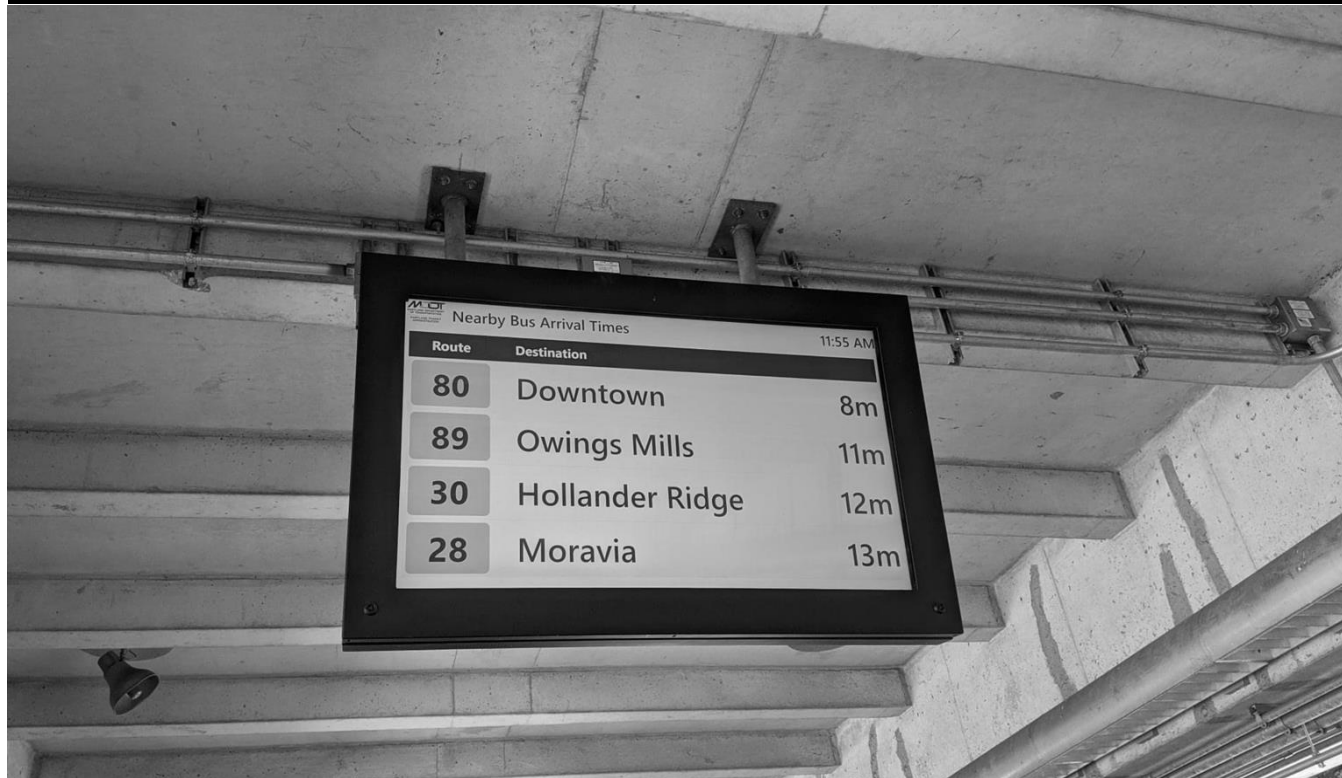 MDOT
Nearby Bus Arrival Times 11:55 AM
Route Destination
80 Downtown 8m
89 Owings Mills 11m
30 Hollander Ridge 12m
28 Moravia 13m